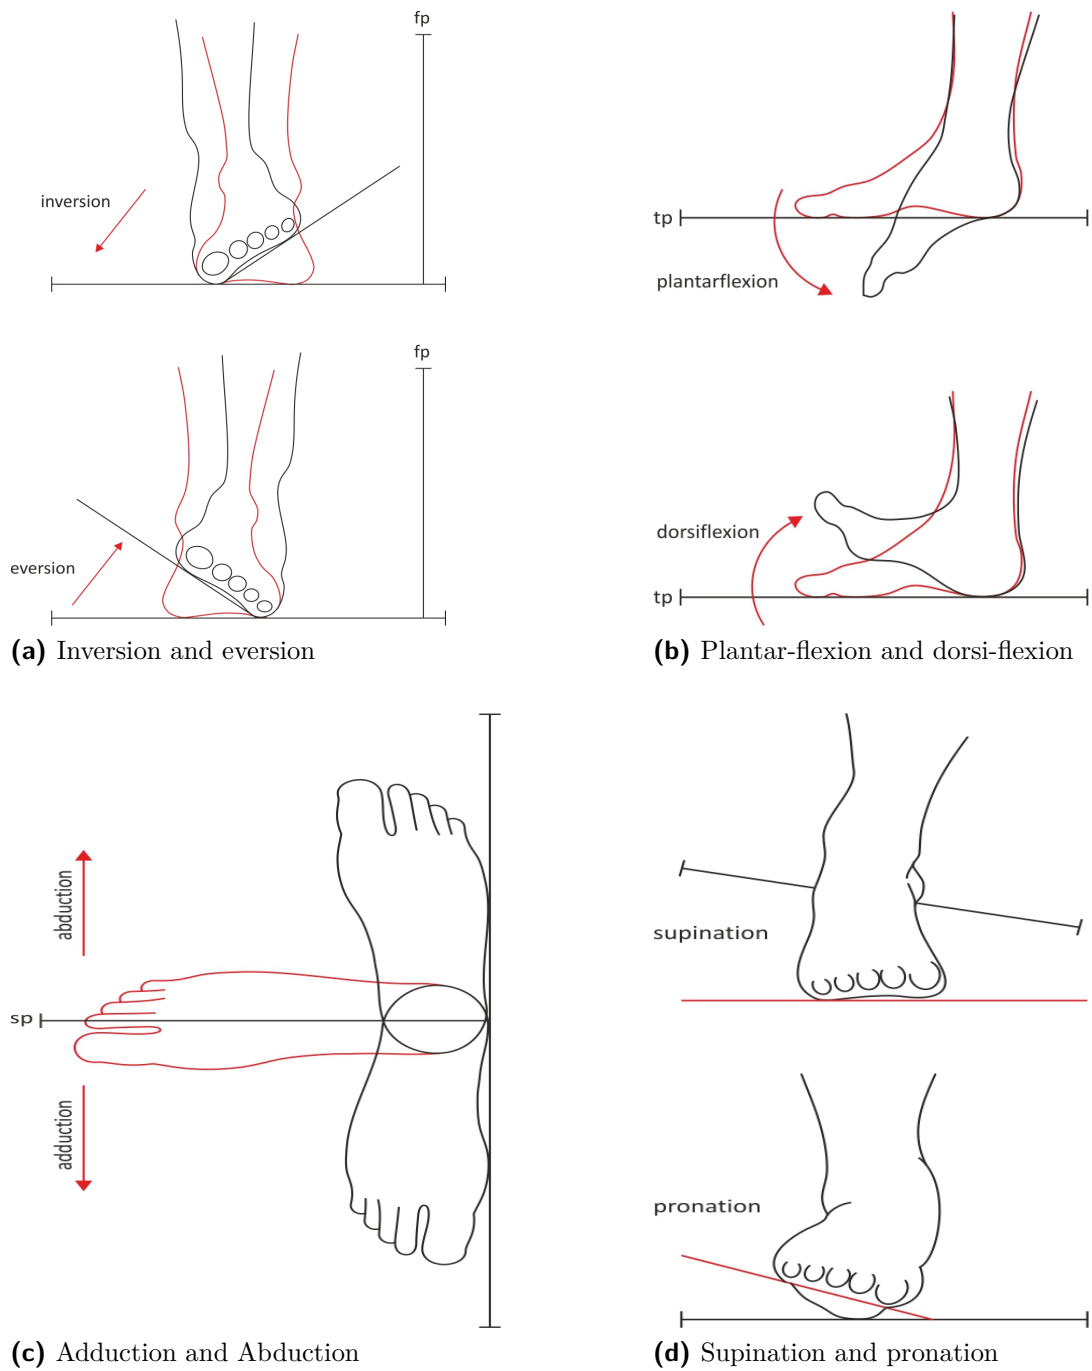 fp
inversion
fp
eversion
(a) Inversion and eversion
tp
plantarflexion
dorsiflexion
tp
(b) Plantar-flexion and dorsi-flexion
abduction
sp
adduction
(c) Adduction and Abduction
supination
pronation
(d) Supination and pronation